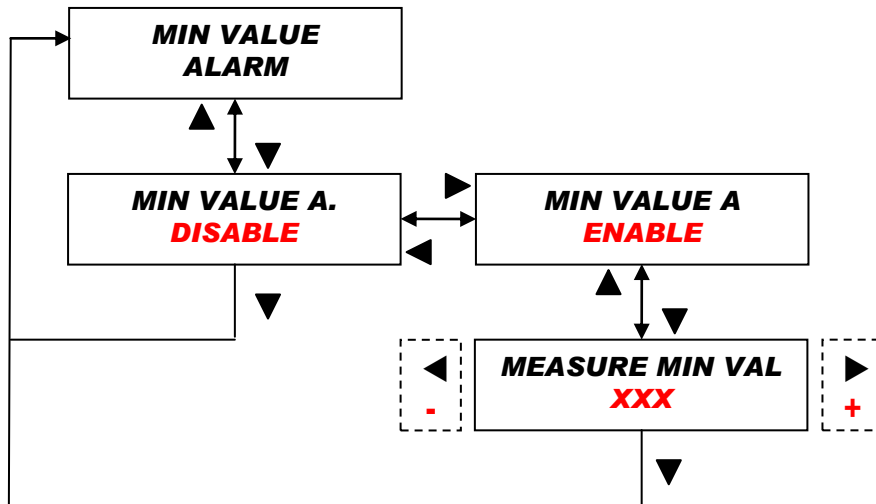 MIN VALUE
ALARM
MIN VALUE A.
DISABLE
MIN VALUE A
ENABLE
MEASURE MIN VAL
XXX
-
+